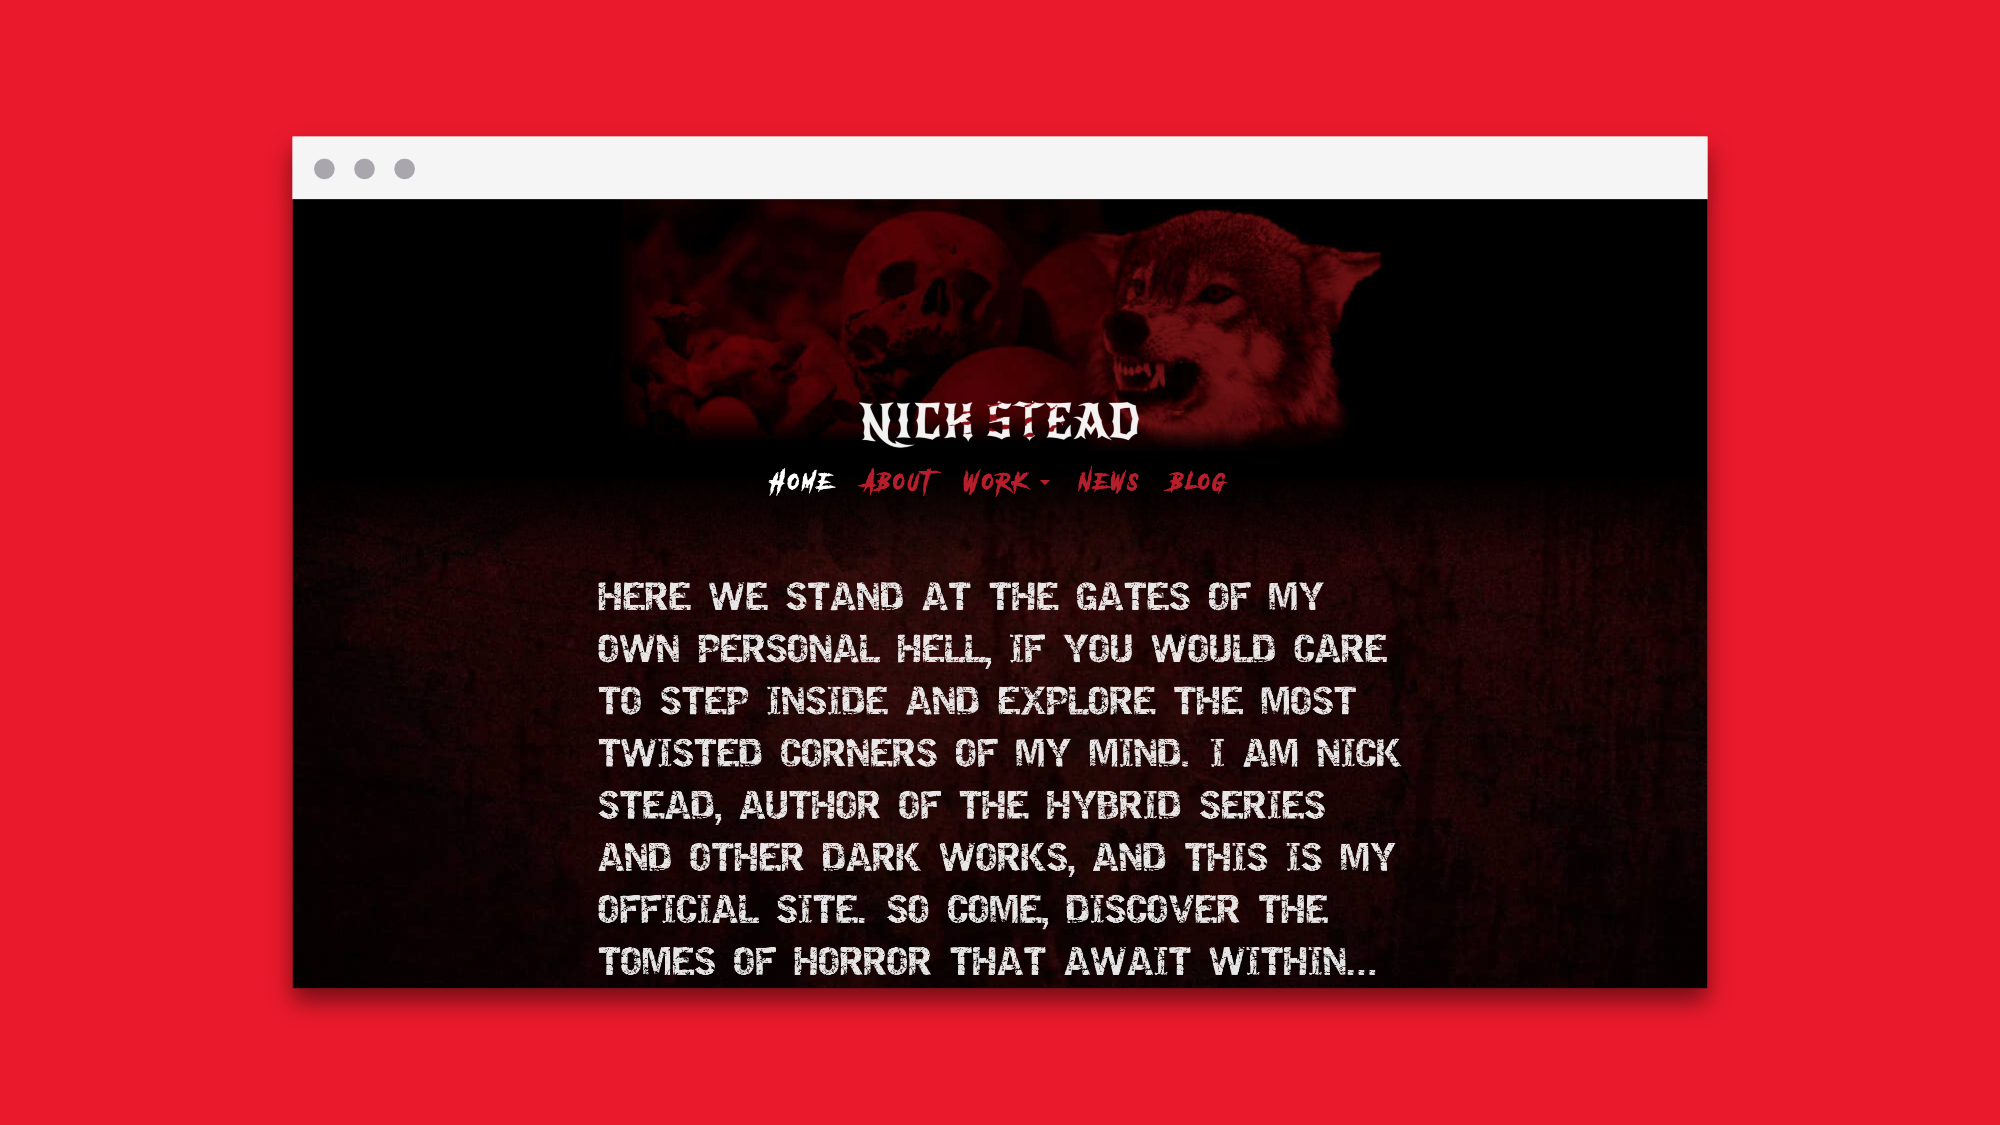 NICK STEAD
HOME ABOUT WORK NEWS BLOG
HERE WE STAND AT THE GATES OF MY
OWN PERSONAL HELL, IF YOU WOULD CARE
TO STEP INSIDE AND EXPLORE THE MOST
TWISTED CORNERS OF MY MIND. I AM NICK
STEAD, AUTHOR OF THE HYBRID SERIES
AND OTHER DARK WORKS, AND THIS IS MY
OFFICIAL SITE. SO COME, DISCOVER THE
TOMES OF HORROR THAT AWAIT WITHIN...